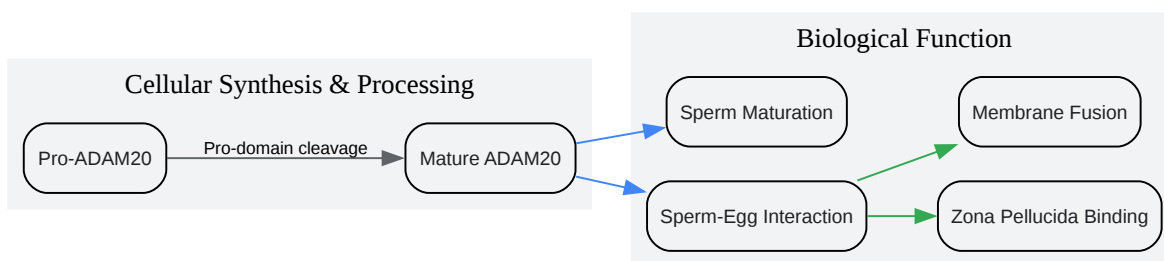 Cellular Synthesis & Processing
Pro-ADAM20
Pro-domain cleavage
Mature ADAM20
Biological Function
Sperm Maturation
Membrane Fusion
Sperm-Egg Interaction
Zona Pellucida Binding